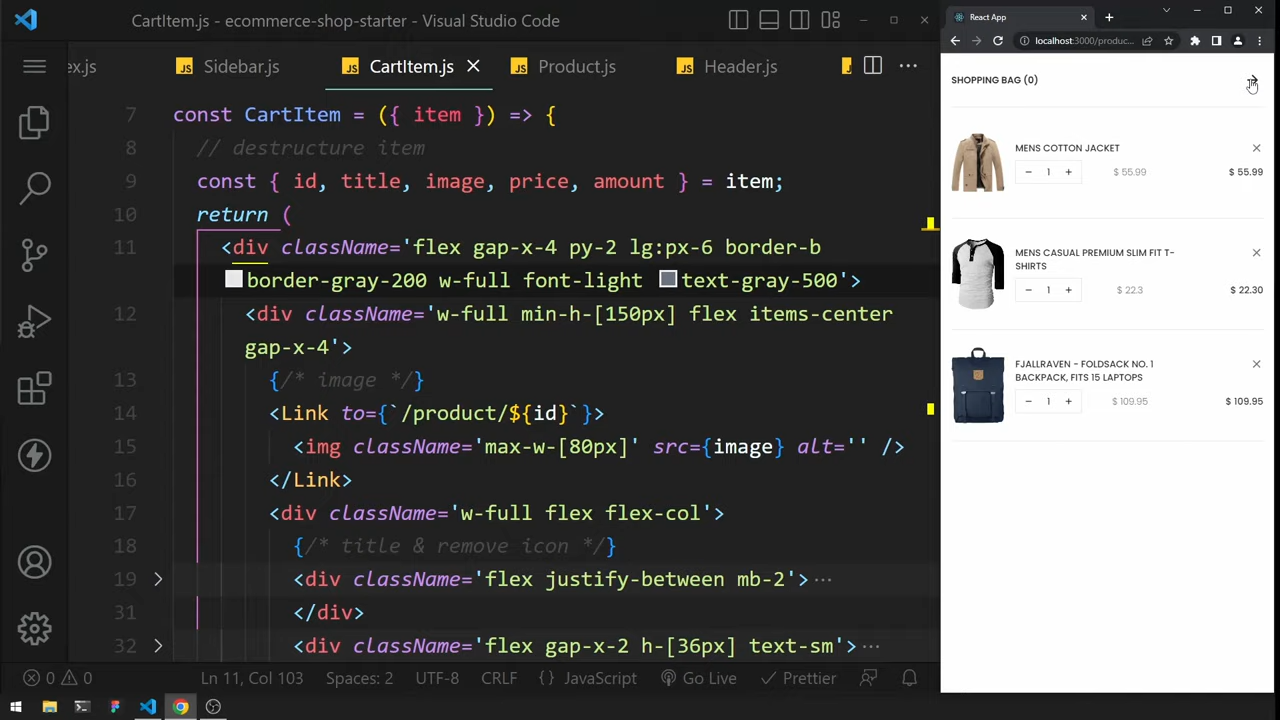 CartItem.js - ecommerce-shop-starter - Visual Studio Code
ex.js
Sidebar.js
CartItem.js
Product.js
Header.js
7 const CartItem = ({ item }) => {
8 // destructure item
9 const { id, title, image, price, amount } = item;
10 return (
11 <div className='flex gap-x-4 py-2 lg:px-6 border-b
border-gray-200 w-full font-light text-gray-500'>
12 <div className='w-full min-h-[150px] flex items-center
gap-x-4'>
13 {/* image */}
14 <Link to={`/product/${id}`}>
15 <img className='max-w-[80px]' src={image} alt='' />
16 </Link>
17 <div className='w-full flex flex-col'>
18 {/* title & remove icon */}
19 <div className='flex justify-between mb-2'>···
31 </div>
32 <div className='flex gap-x-2 h-[36px] text-sm'>···
0 0 Ln 11, Col 103 Spaces: 2 UTF-8 CRLF {} JavaScript Go Live Prettier
React App
localhost:3000/produc...
SHOPPING BAG (0)
MENS COTTON JACKET
− 1 + $ 55.99 $ 55.99
MENS CASUAL PREMIUM SLIM FIT T-
SHIRTS
− 1 + $ 22.3 $ 22.30
FJALLRAVEN - FOLDSACK NO. 1
BACKPACK, FITS 15 LAPTOPS
− 1 + $ 109.95 $ 109.95